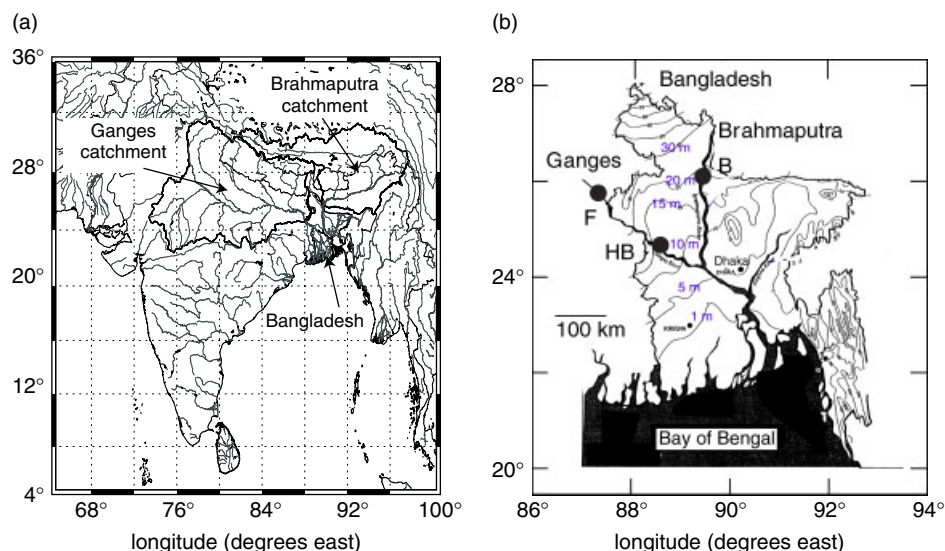 (a)
36°
28°
20°
12°
4°
Brahmaputra
catchment
Ganges
catchment
Bangladesh
68°
76°
84°
92°
100°
longitude (degrees east)
(b)
28°
24°
20°
Bangladesh
Brahmaputra
Ganges
30 m
B
20 m
15 m
F
HB
10 m
Dhaka
5 m
1 m
100 km
Bay of Bengal
86°
88°
90°
92°
94°
longitude (degrees east)